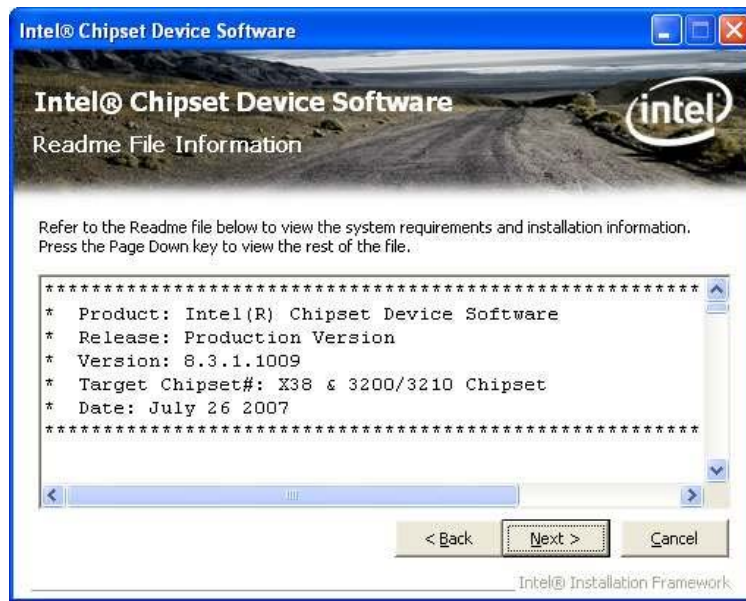 Intel® Chipset Device Software
Intel® Chipset Device Software
intel
Readme File Information
Refer to the Readme file below to view the system requirements and installation information.
Press the Page Down key to view the rest of the file.
*******************************************************
* Product: Intel(R) Chipset Device Software
* Release: Production Version
* Version: 8.3.1.1009
* Target Chipset#: X38 & 3200/3210 Chipset
* Date: July 26 2007
*******************************************************
< Back
Next >
Cancel
Intel® Installation Framework